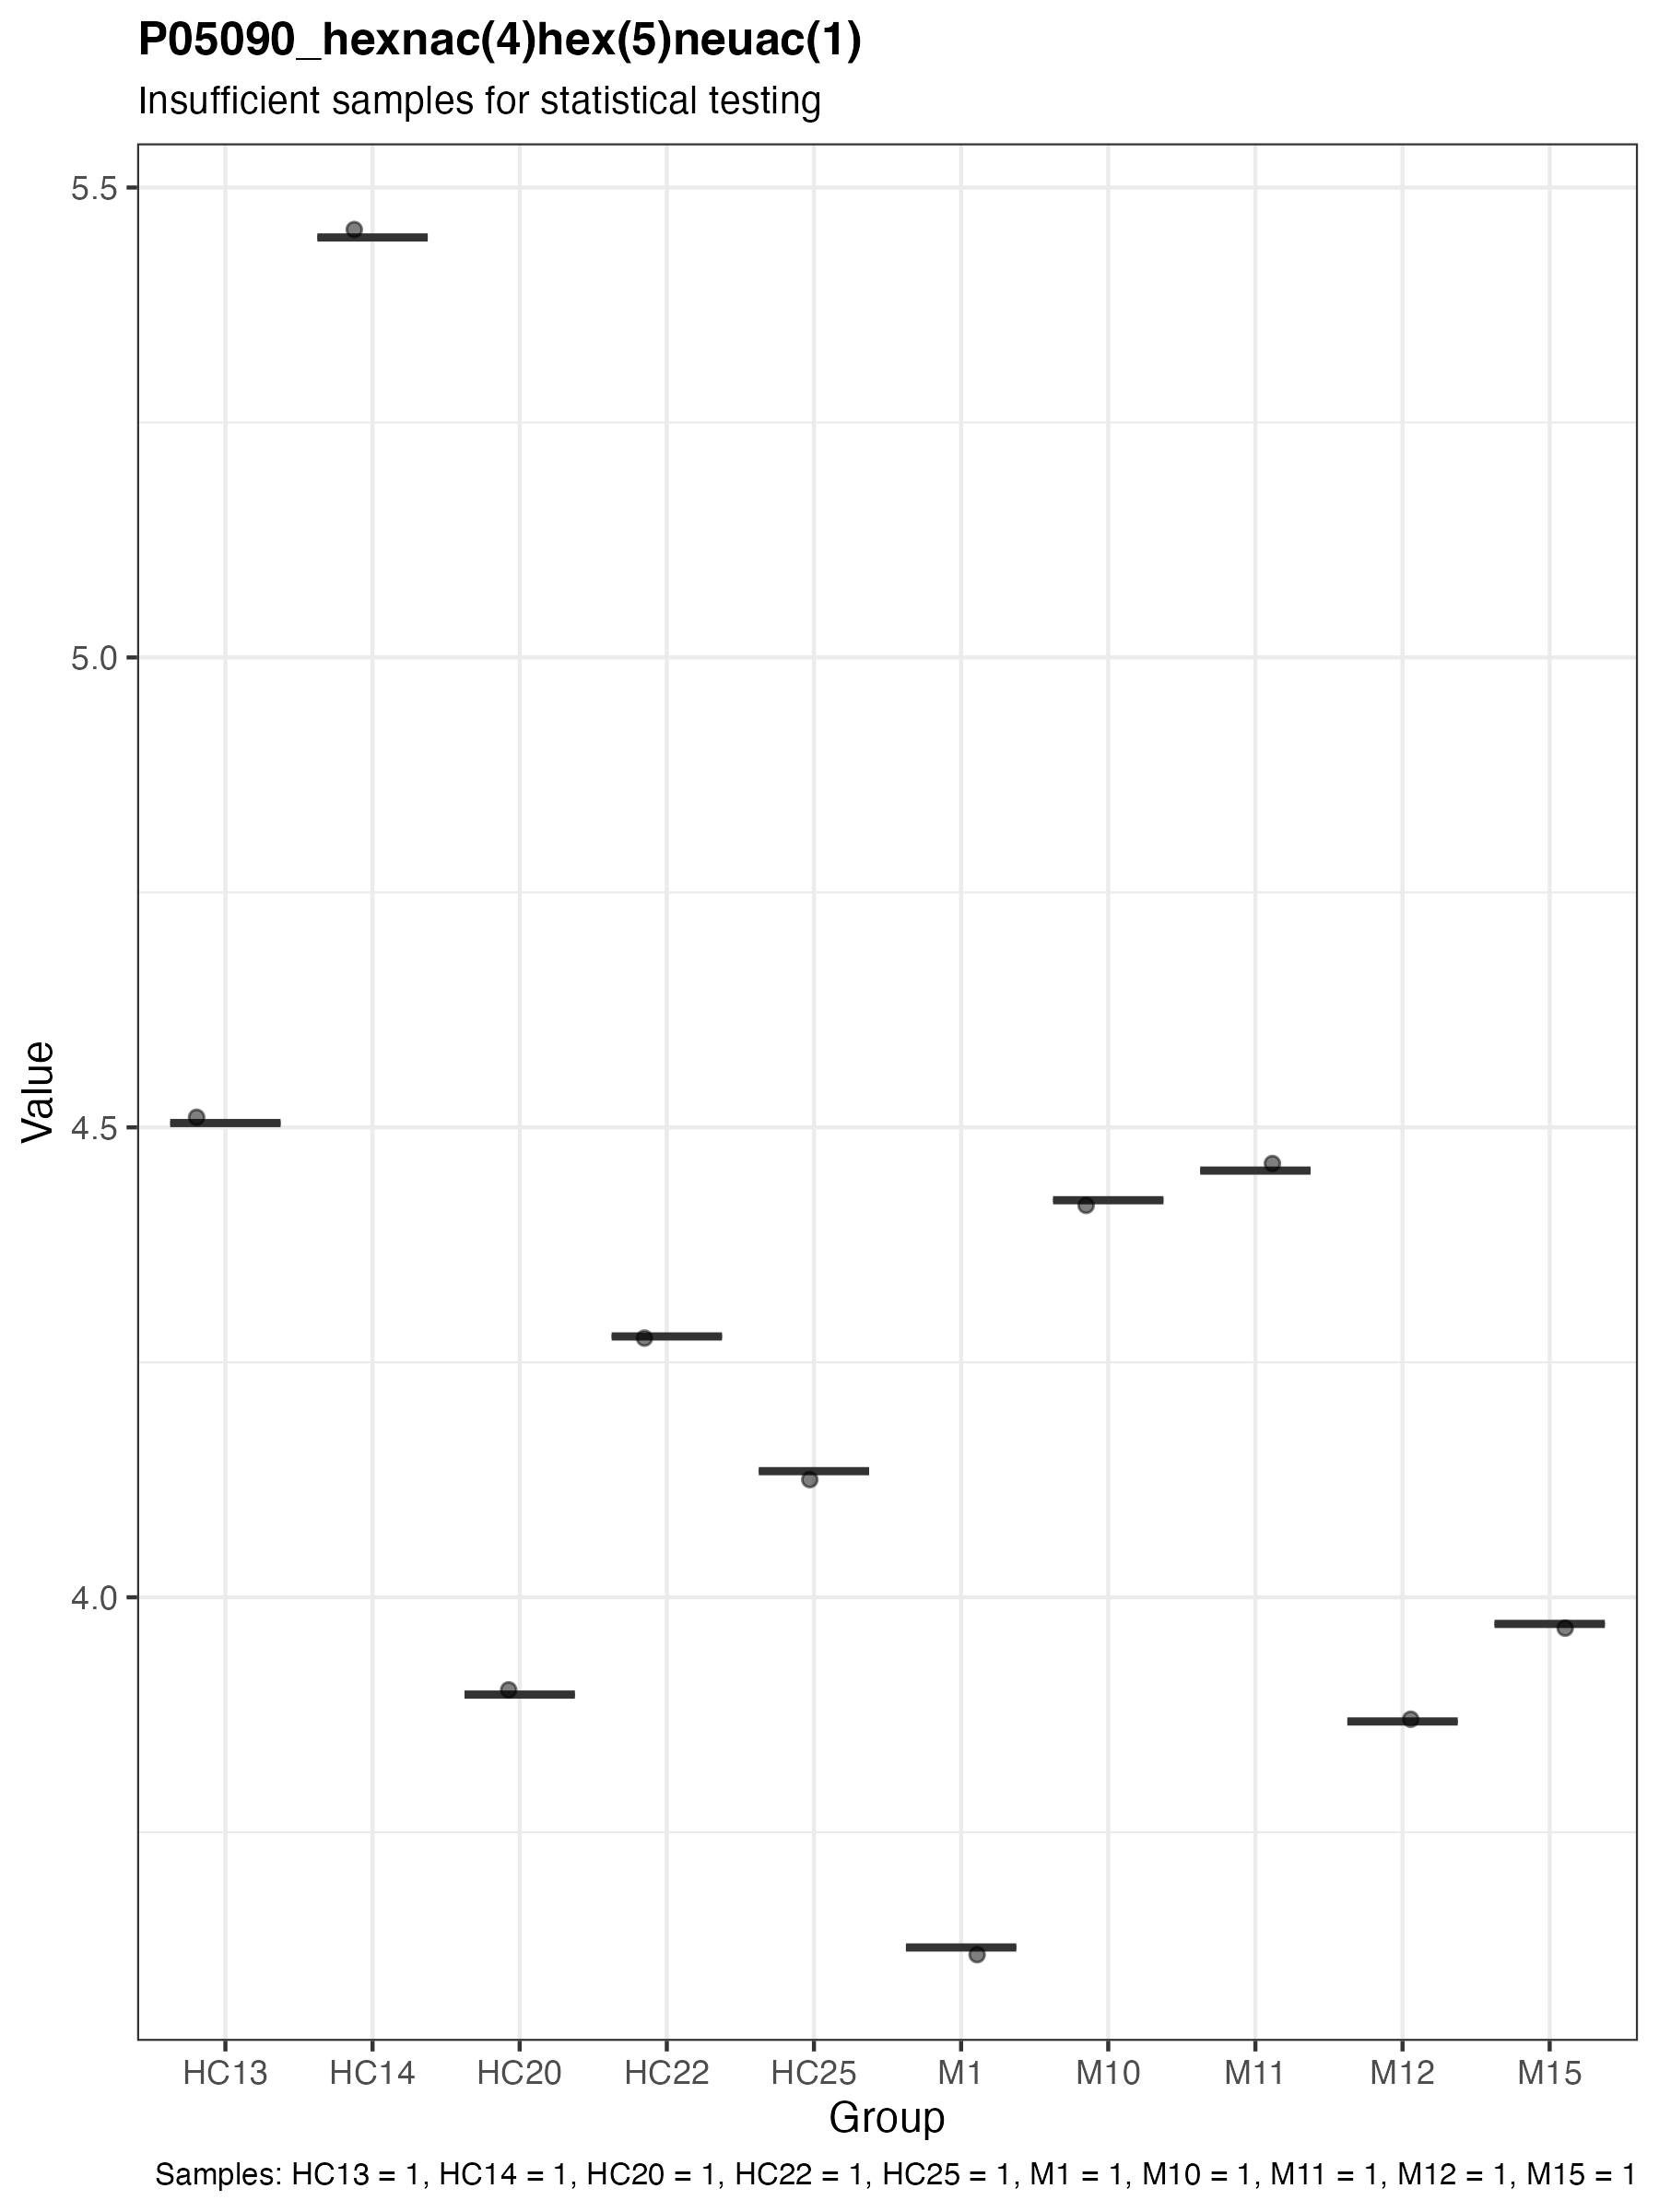 P05090_hexnac(4)hex(5)neuac(1)
Insufficient samples for statistical testing
5.5
5.0
4.5
4.0
Value
HC13 HC14 HC20 HC22 HC25 M1 M10 M11 M12 M15
Group
Samples: HC13 = 1, HC14 = 1, HC20 = 1, HC22 = 1, HC25 = 1, M1 = 1, M10 = 1, M11 = 1, M12 = 1, M15 = 1